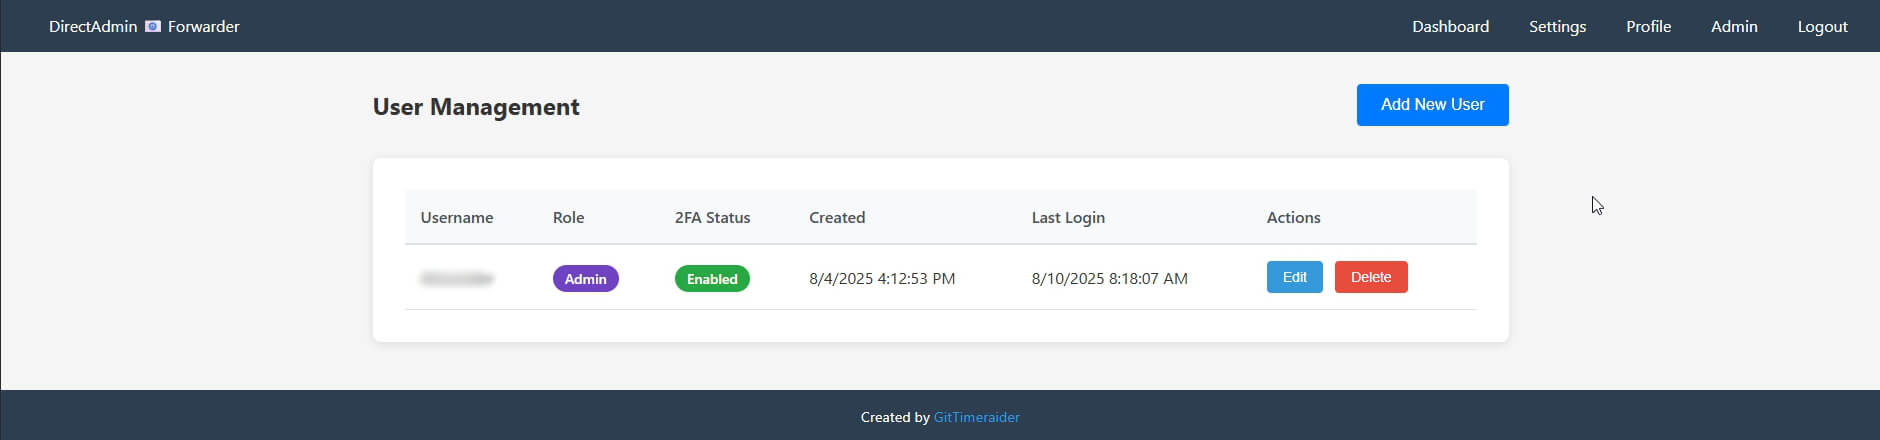 DirectAdmin 📧 Forwarder Dashboard Settings Profile Admin Logout
User Management Add New User
Username Role 2FA Status Created Last Login Actions
Admin Enabled 8/4/2025 4:12:53 PM 8/10/2025 8:18:07 AM Edit Delete
Created by GitTimeraider